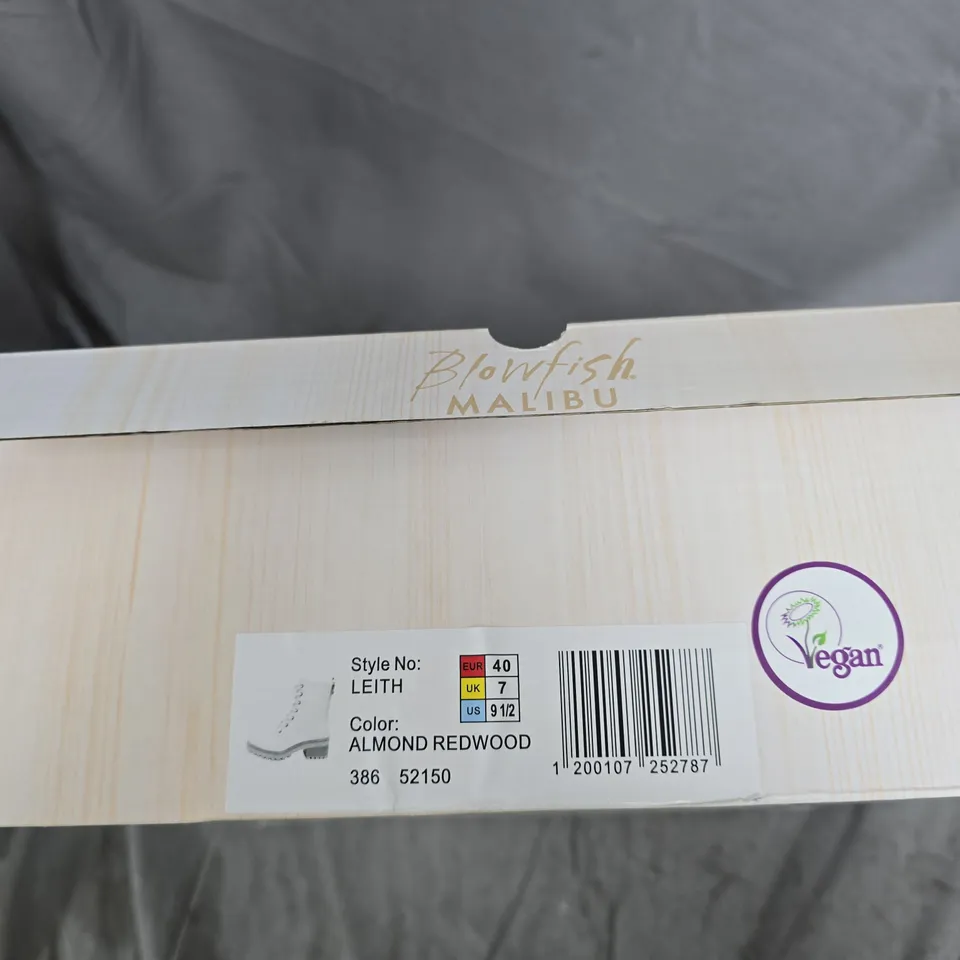 Blowfish
MALIBU
Vegan
Style No:
LEITH
Color:
ALMOND REDWOOD
386 52150
EUR 40
UK 7
US 9 1/2
1 200107 252787